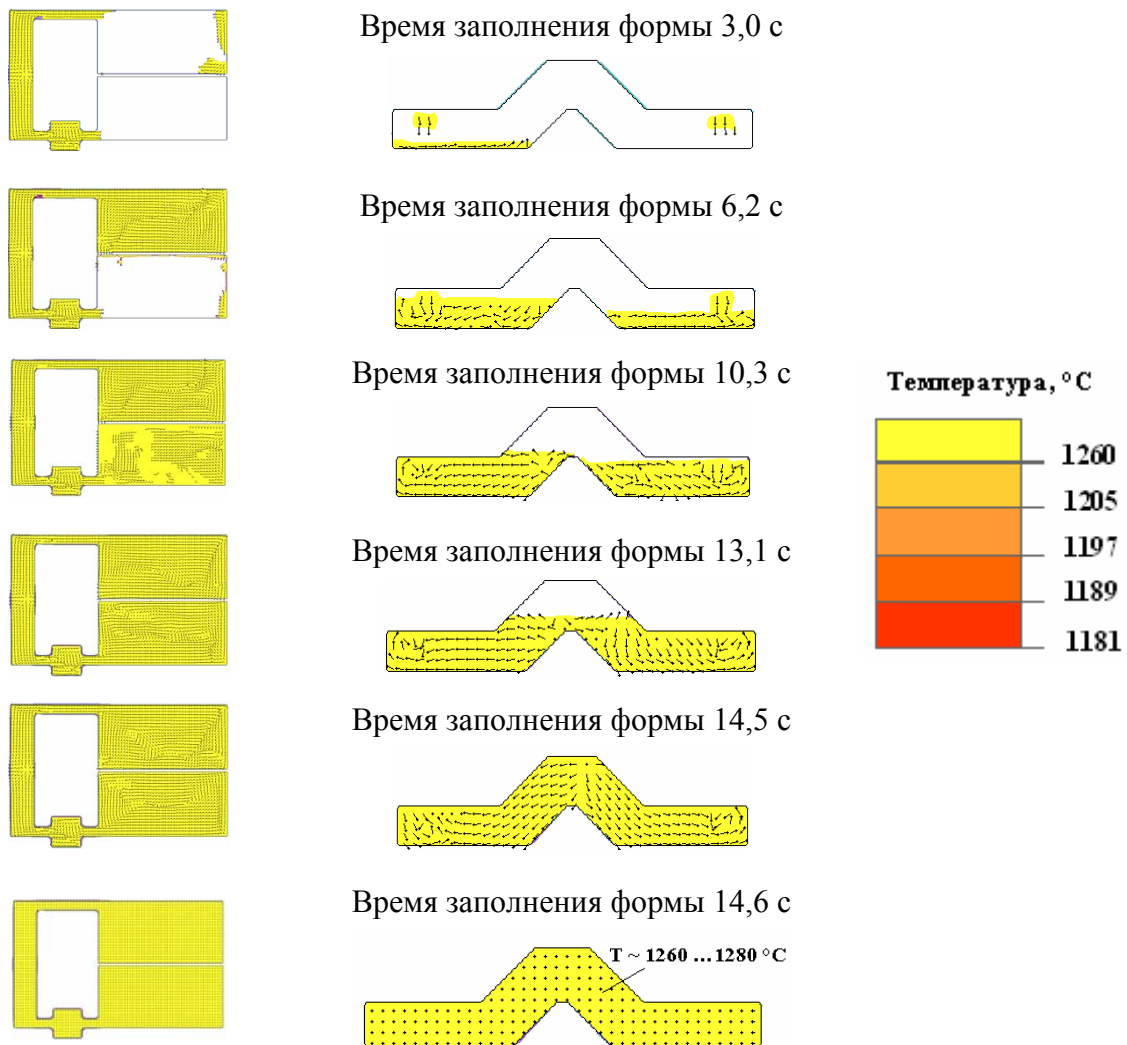 Время заполнения формы 3,0 с
Время заполнения формы 6,2 с
Время заполнения формы 10,3 с
Температура, °С
1260
1205
1197
1189
1181
Время заполнения формы 13,1 с
Время заполнения формы 14,5 с
Время заполнения формы 14,6 с
T ~ 1260 ... 1280 °C